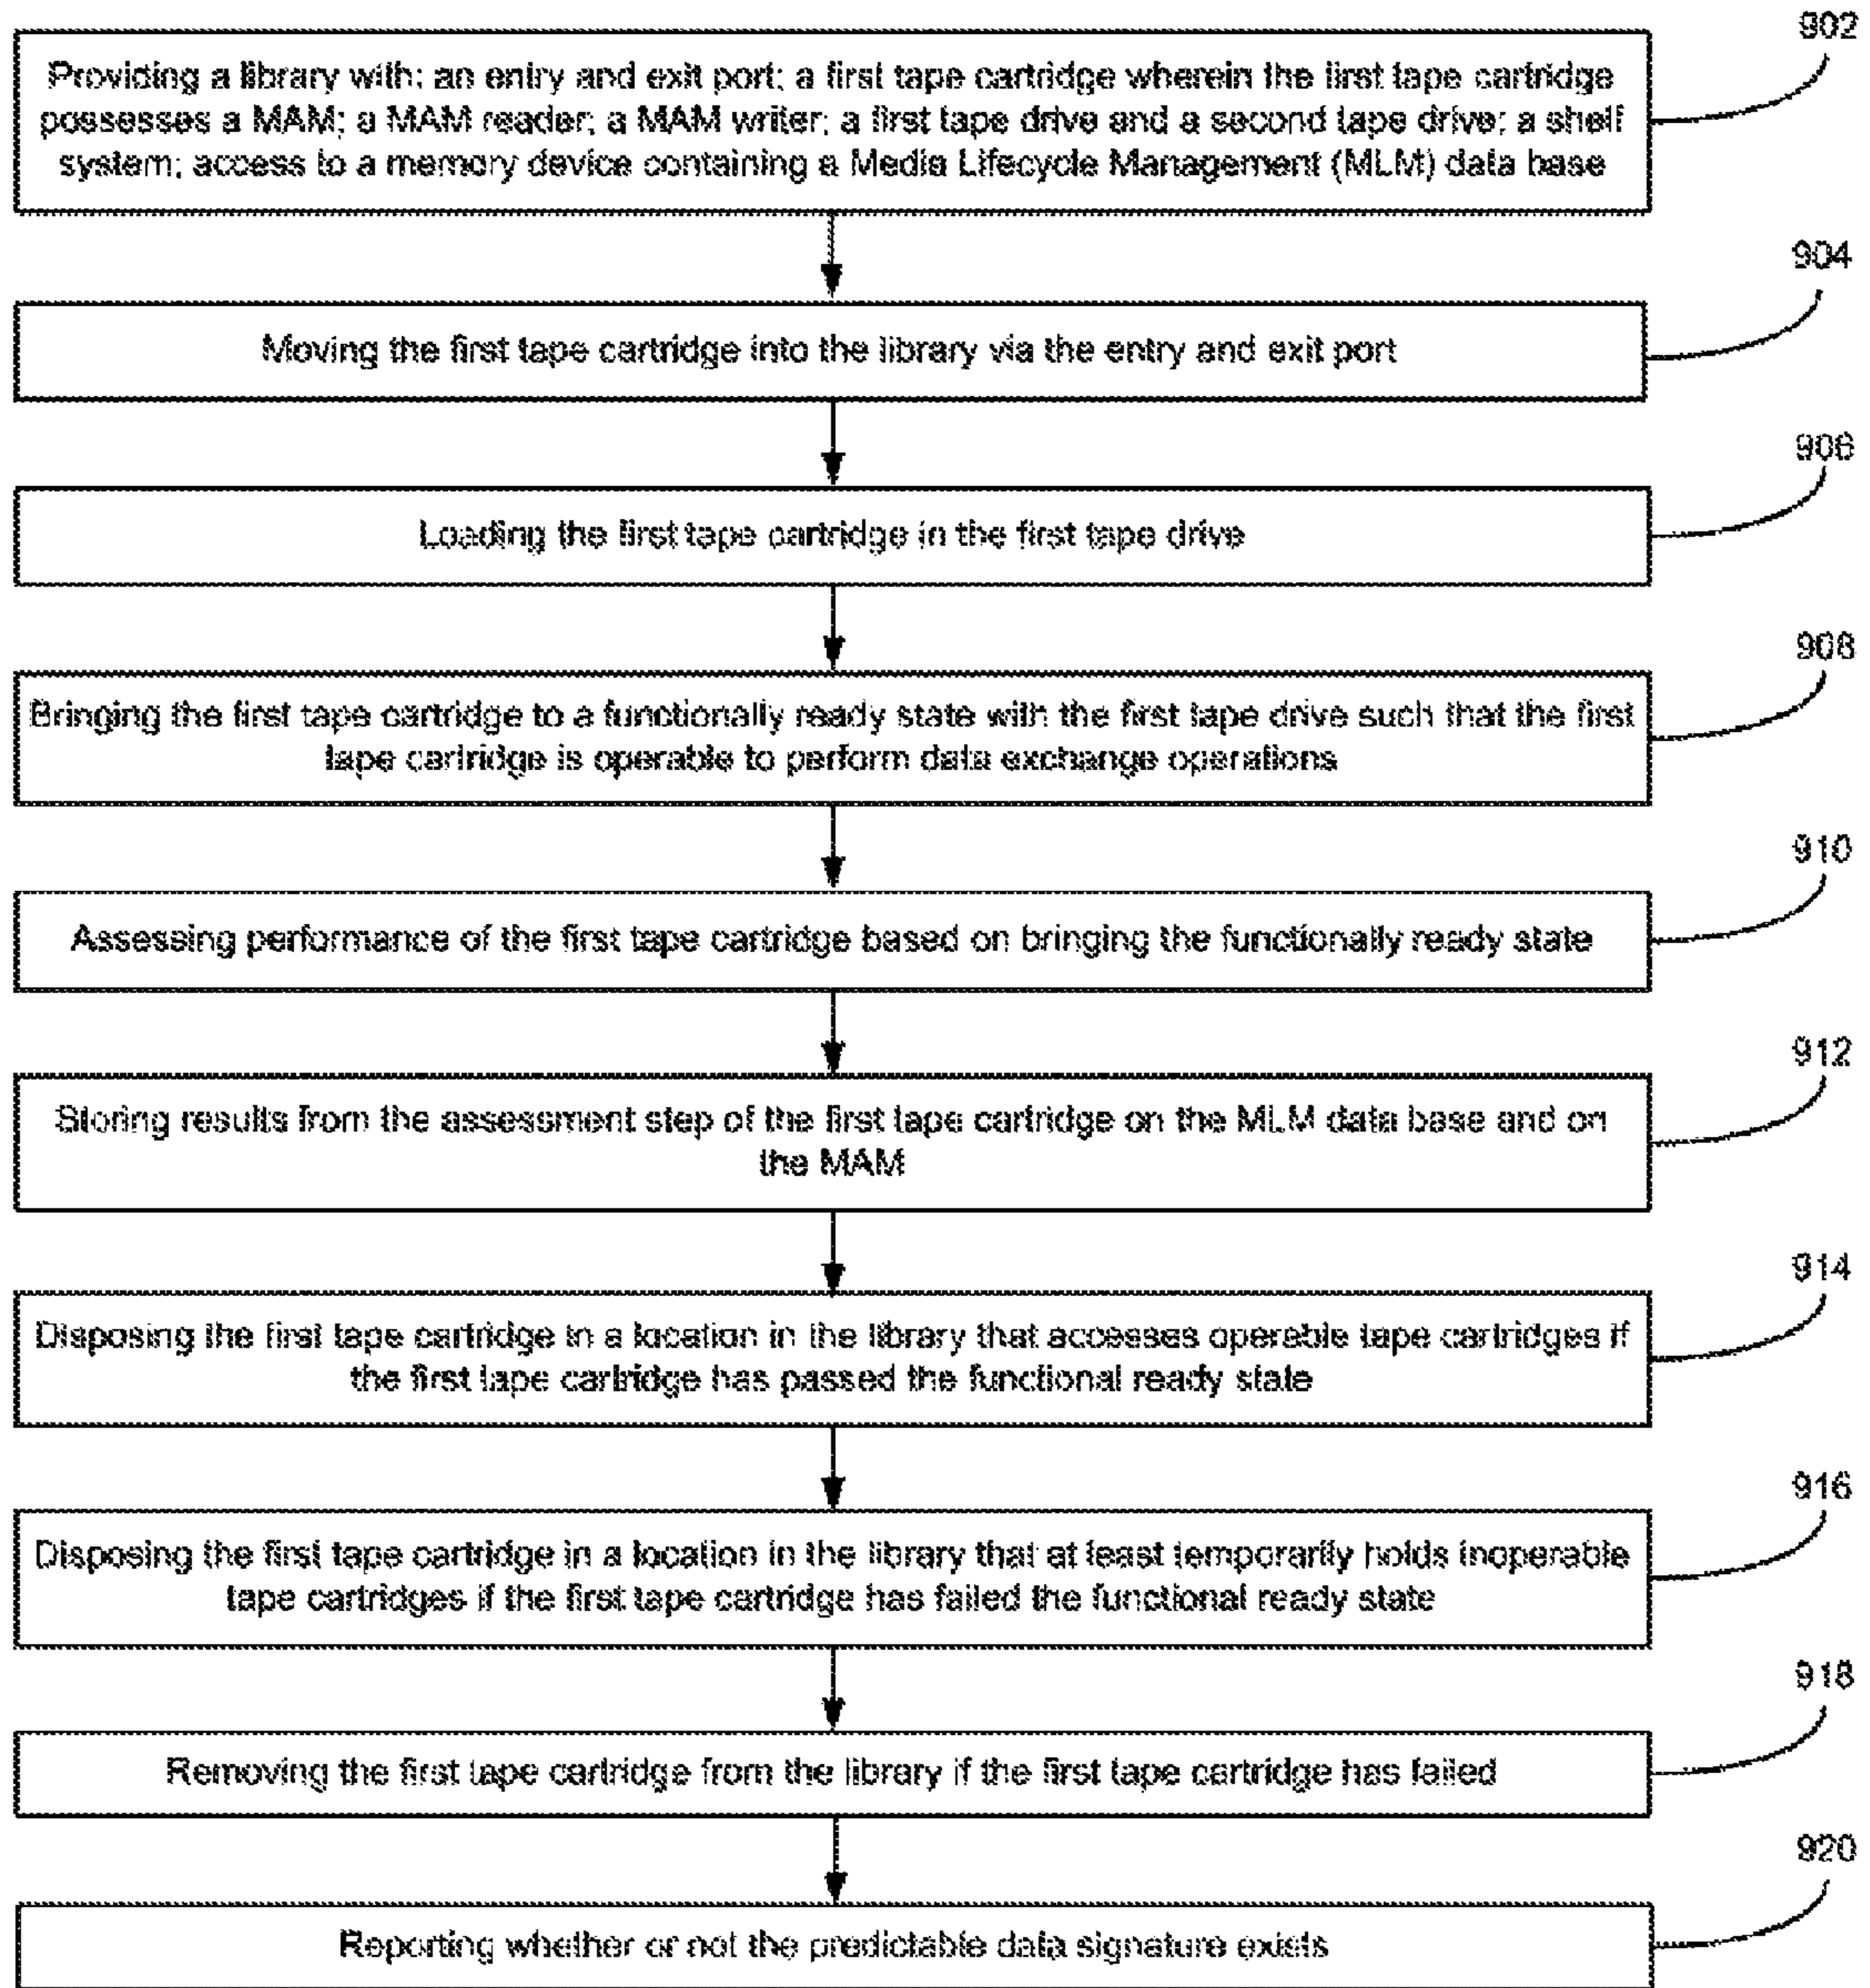 902
Providing a library with: an entry and exit port; a first tape cartridge wherein the first tape cartridge
possesses a MAM; a MAM reader; a MAM writer; a first tape drive and a second tape drive; a shelf
system; access to a memory device containing a Media Lifecycle Management (MLM) data base
904
Moving the first tape cartridge into the library via the entry and exit port
906
Loading the first tape cartridge in the first tape drive
908
Bringing the first tape cartridge to a functionally ready state with the first tape drive such that the first
tape cartridge is operable to perform data exchange operations
910
Assessing performance of the first tape cartridge based on bringing the functionally ready state
912
Storing results from the assessment step of the first tape cartridge on the MLM data base and on
the MAM
914
Disposing the first tape cartridge in a location in the library that accesses operable tape cartridges if
the first tape cartridge has passed the functional ready state
916
Disposing the first tape cartridge in a location in the library that at least temporarily holds inoperable
tape cartridges if the first tape cartridge has failed the functional ready state
918
Removing the first tape cartridge from the library if the first tape cartridge has failed
920
Reporting whether or not the predictable data signature exists